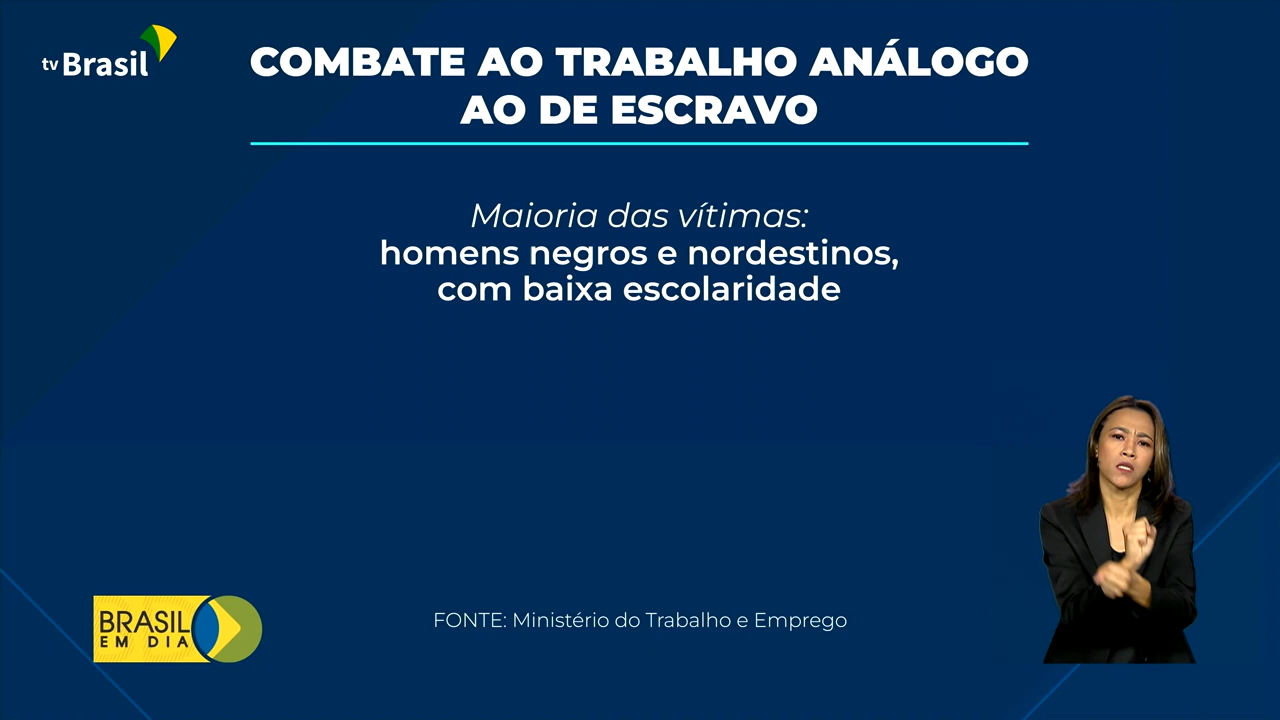 tv Brasil
COMBATE AO TRABALHO ANÁLOGO
AO DE ESCRAVO
Maioria das vítimas:
homens negros e nordestinos,
com baixa escolaridade
FONTE: Ministério do Trabalho e Emprego
BRASIL
EM DIA